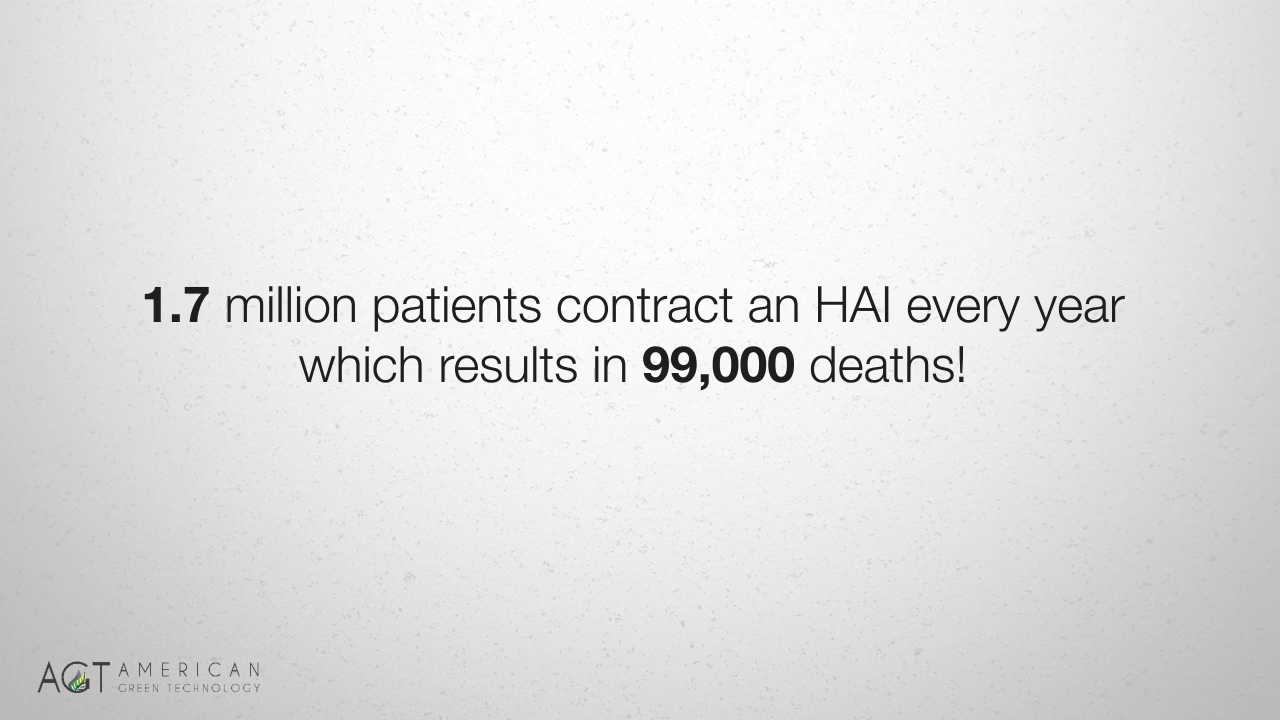 1.7 million patients contract an HAI every year
which results in 99,000 deaths!
AGT AMERICAN
GREEN TECHNOLOGY